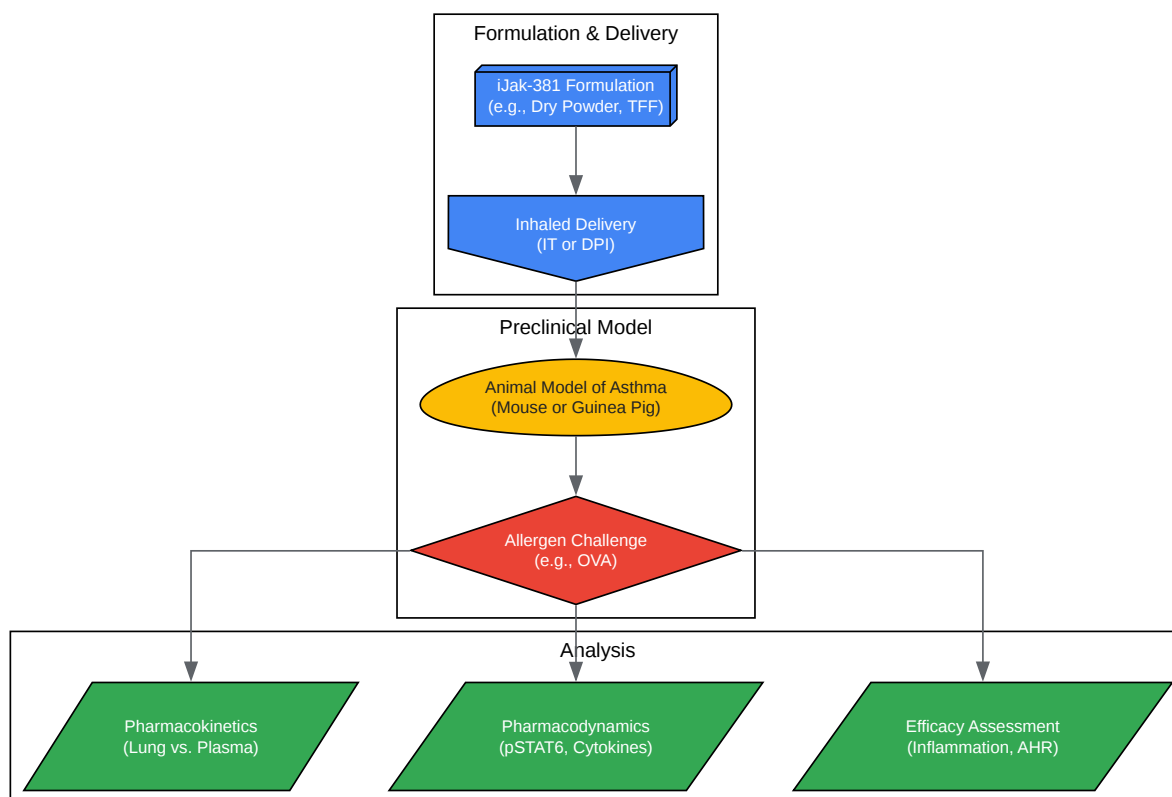 Formulation & Delivery
iJak-381 Formulation
(e.g., Dry Powder, TFF)
Inhaled Delivery
(IT or DPI)
Preclinical Model
Animal Model of Asthma
(Mouse or Guinea Pig)
Allergen Challenge
(e.g., OVA)
Analysis
Pharmacokinetics
(Lung vs. Plasma)
Pharmacodynamics
(pSTAT6, Cytokines)
Efficacy Assessment
(Inflammation, AHR)